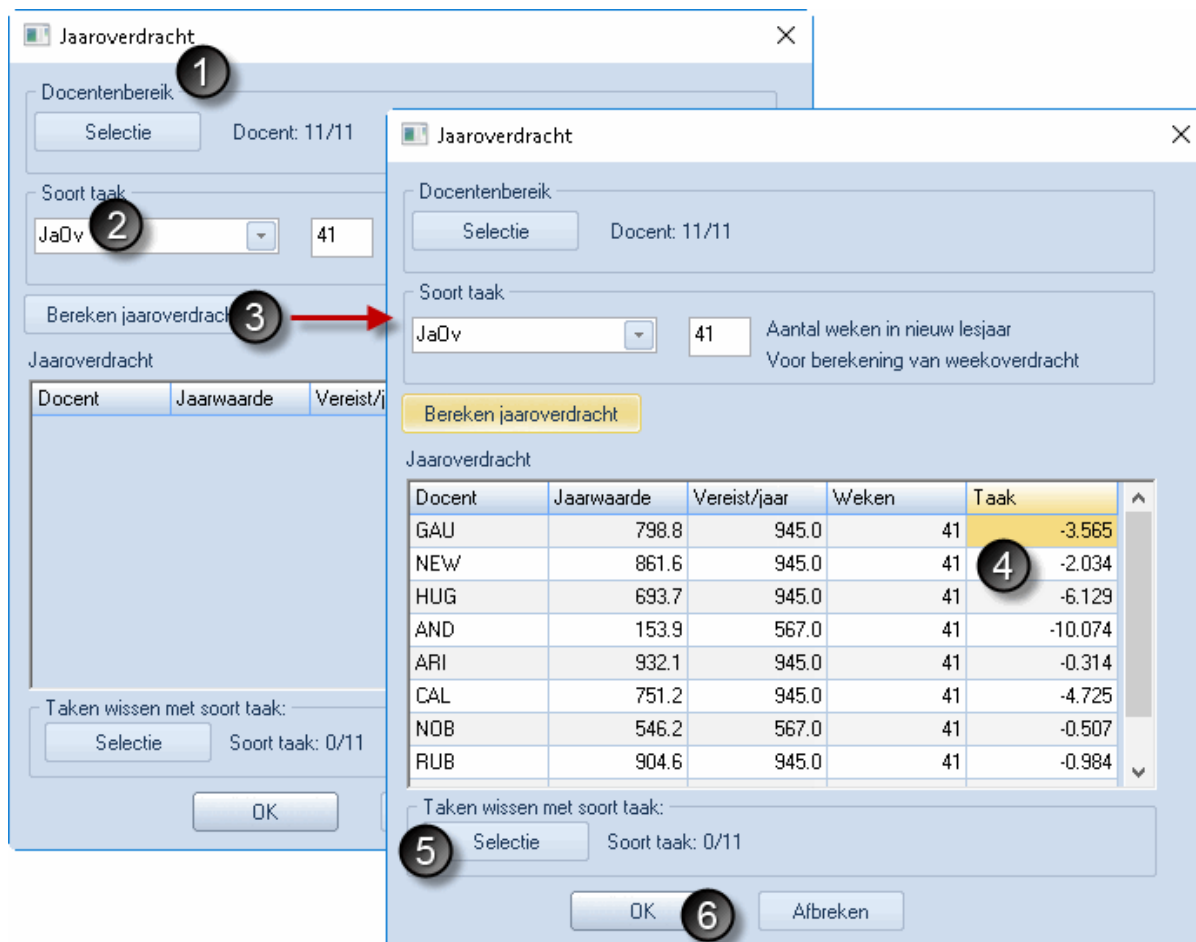 Jaaroverdracht
1
Docentenbereik
Selectie Docent: 11/11
Soort taak
JaOv 2 41
Bereken jaaroverdrach 3
Jaaroverdracht
Docent Jaarwaarde Vereist/j
Taken wissen met soort taak:
Selectie Soort taak: 0/11
OK
Jaaroverdracht
Docentenbereik
Selectie Docent: 11/11
Soort taak
JaOv 41 Aantal weken in nieuw lesjaar
Voor berekening van weekoverdracht
Bereken jaaroverdracht
Jaaroverdracht
Docent Jaarwaarde Vereist/jaar Weken Taak
GAU 798.8 945.0 41 -3.565
NEW 861.6 945.0 41 4 -2.034
HUG 693.7 945.0 41 -6.129
AND 153.9 567.0 41 -10.074
ARI 932.1 945.0 41 -0.314
CAL 751.2 945.0 41 -4.725
NOB 546.2 567.0 41 -0.507
RUB 904.6 945.0 41 -0.984
Taken wissen met soort taak:
5 Selectie Soort taak: 0/11
OK 6 Afbreken